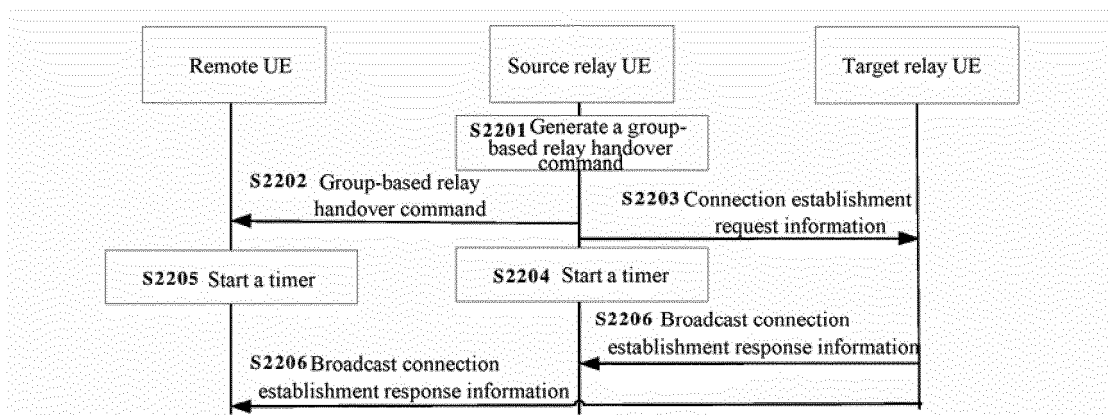 Remote UE
Source relay UE
Target relay UE
S2201 Generate a group-
based relay handover
command
S2202 Group-based relay
handover command
S2203 Connection establishment
request information
S2205 Start a timer
S2204 Start a timer
S2206 Broadcast connection
establishment response information
S2206 Broadcast connection
establishment response information